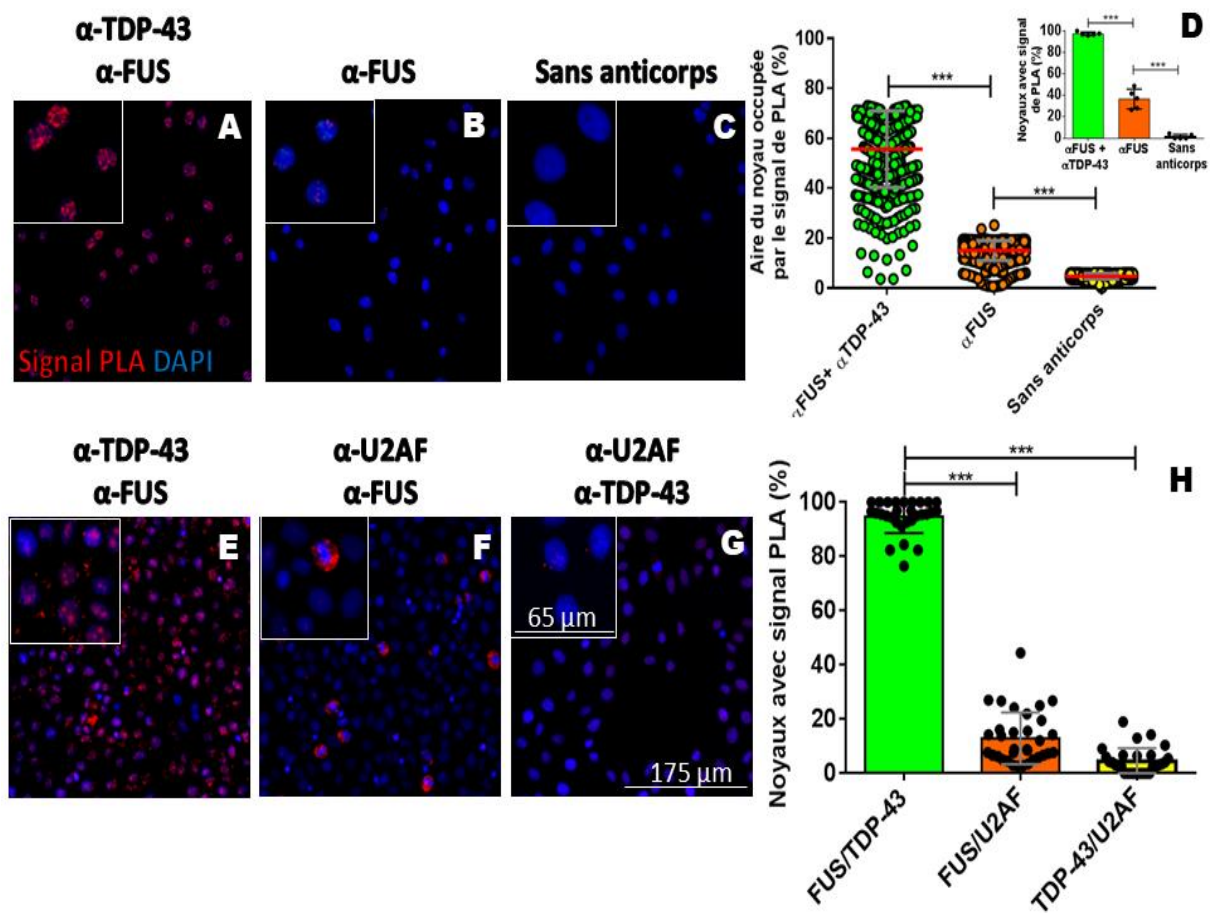 α-TDP-43
α-FUS
α-FUS
Sans anticorps
A
B
C
Signal PLA DAPI
D
Aire du noyau occupée
par le signal de PLA (%)
100
80
60
40
20
0
***
***
αFUS+ αTDP-43
αFUS
Sans anticorps
Noyaux avec signal
de PLA (%)
100
80
60
40
20
0
***
***
αFUS +
αTDP-43
αFUS
Sans
anticorps
α-TDP-43
α-FUS
α-U2AF
α-FUS
α-U2AF
α-TDP-43
E
F
G
65 µm
175 µm
H
Noyaux avec signal PLA (%)
100
80
60
40
20
0
***
***
FUS/TDP-43
FUS/U2AF
TDP-43/U2AF